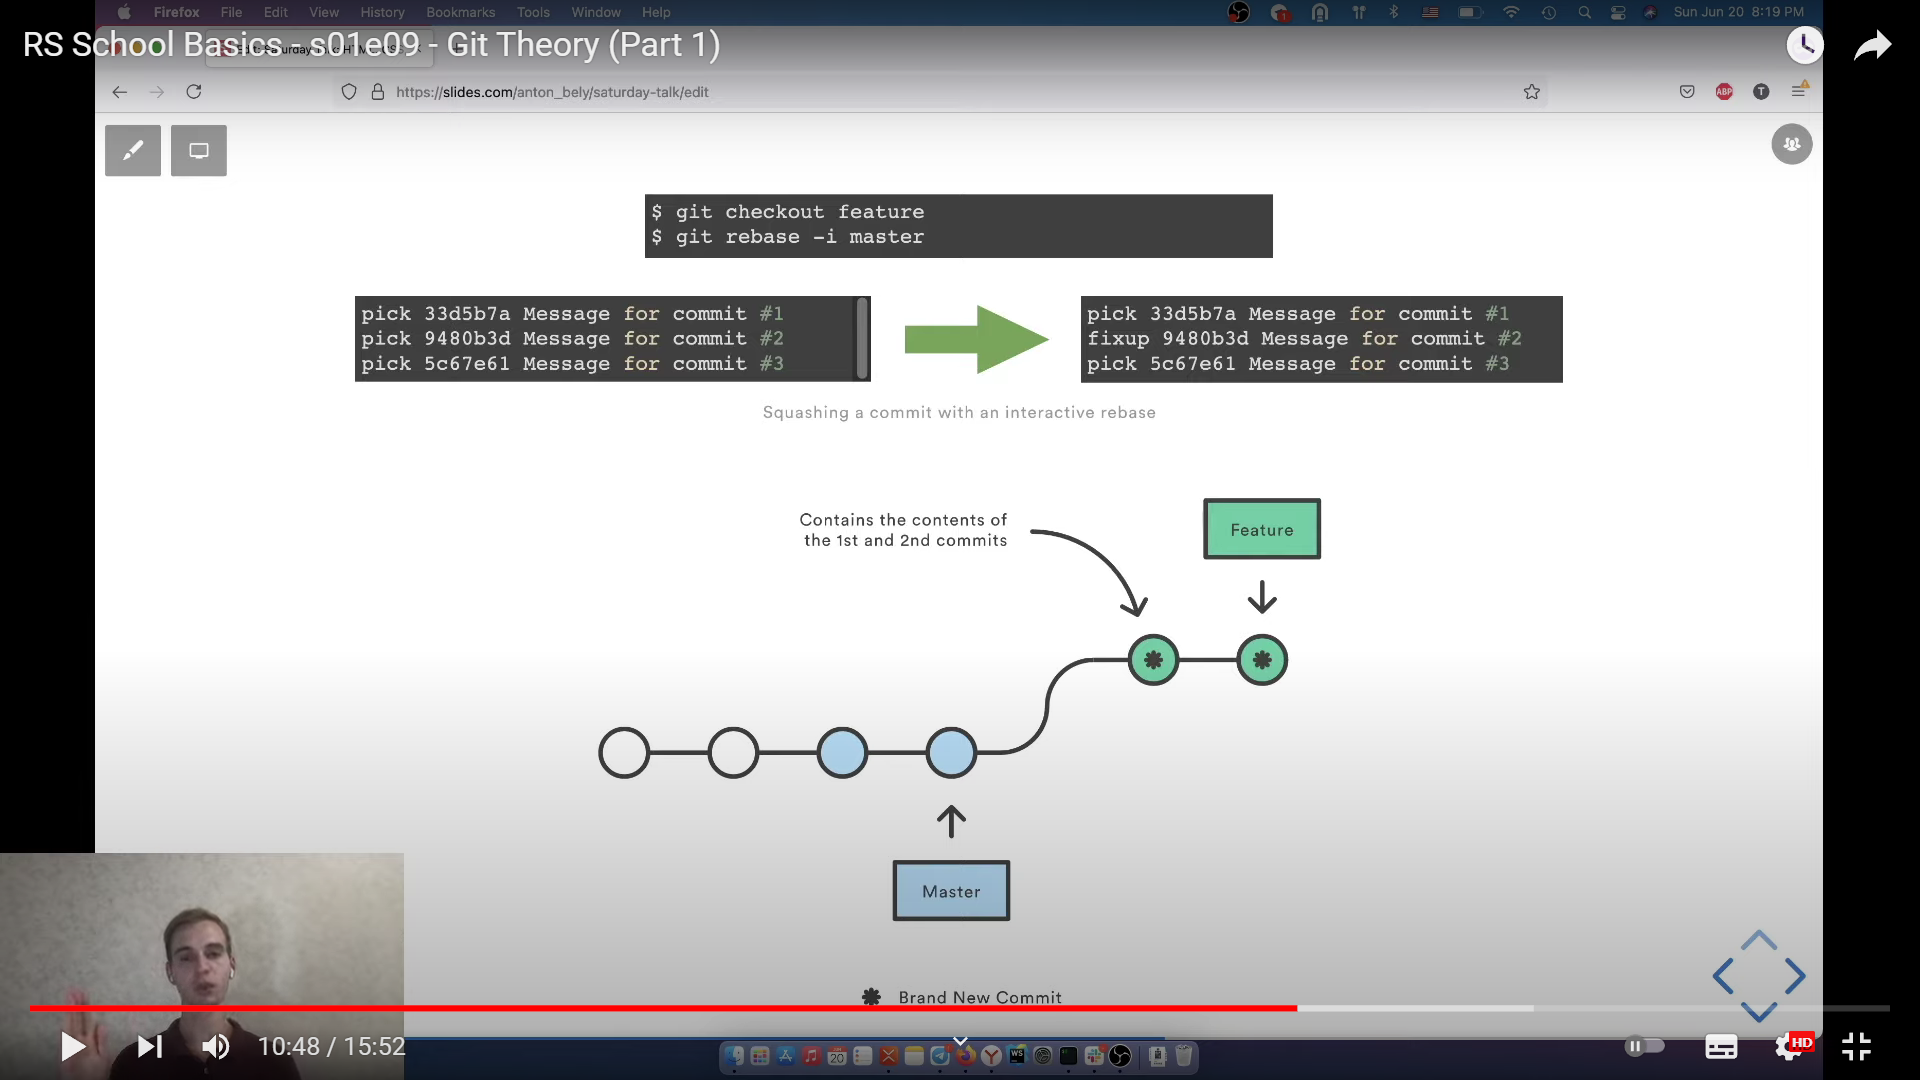 Firefox File Edit View History Bookmarks Tools Window Help
Sun Jun 20 8:19 PM
RS School Basics - s01e09 - Git Theory (Part 1)
https://slides.com/anton_bely/saturday-talk/edit
ABP
T
$ git checkout feature
$ git rebase -i master
pick 33d5b7a Message for commit #1
pick 9480b3d Message for commit #2
pick 5c67e61 Message for commit #3
pick 33d5b7a Message for commit #1
fixup 9480b3d Message for commit #2
pick 5c67e61 Message for commit #3
Squashing a commit with an interactive rebase
Contains the contents of
the 1st and 2nd commits
Feature
Master
Brand New Commit
10:48 / 15:52
20
WS
HD